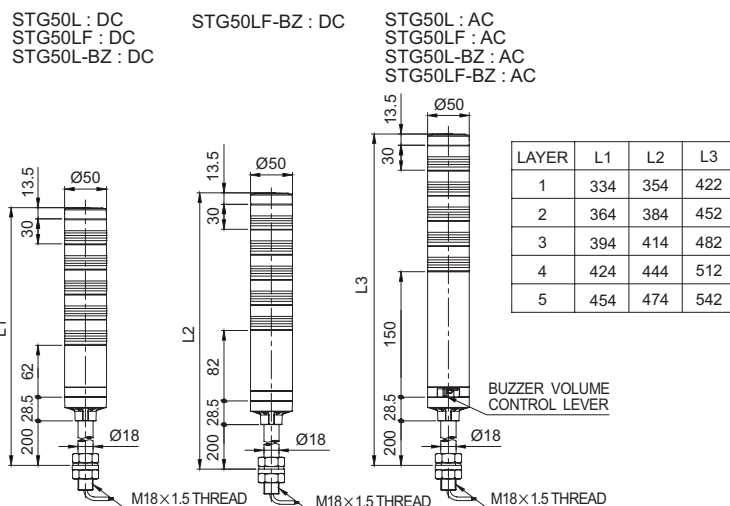 STG50L : DC
STG50LF : DC
STG50L-BZ : DC
STG50LF-BZ : DC
STG50L : AC
STG50LF : AC
STG50L-BZ : AC
STG50LF-BZ : AC
13.5
Ø50
30
L1
62
28.5
200
Ø18
M18×1.5 THREAD
13.5
Ø50
30
L2
82
28.5
200
Ø18
M18×1.5 THREAD
13.5
Ø50
30
L3
150
28.5
200
Ø18
M18×1.5 THREAD
BUZZER VOLUME
CONTROL LEVER
LAYER L1 L2 L3
1 334 354 422
2 364 384 452
3 394 414 482
4 424 444 512
5 454 474 542